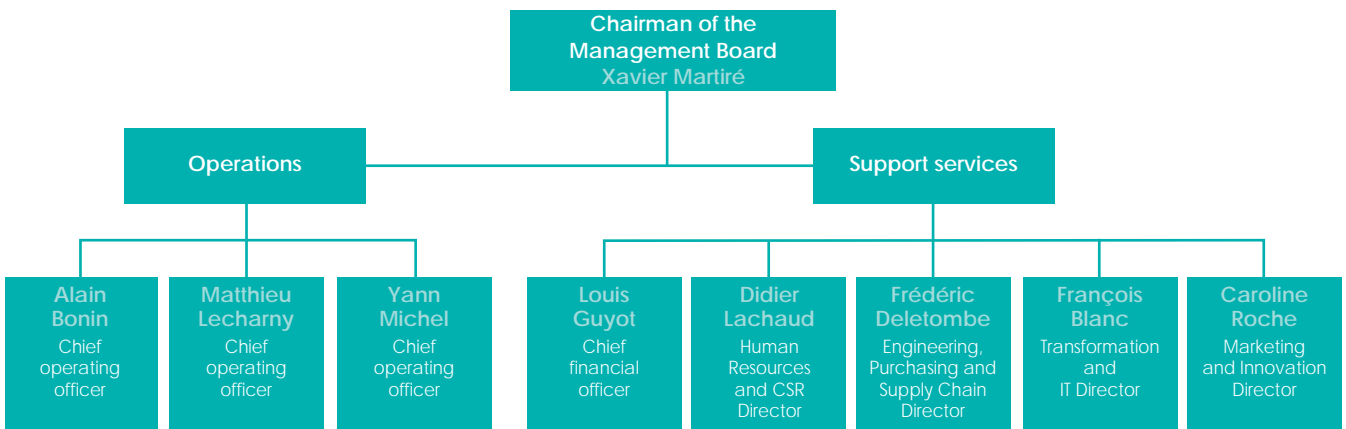 Chairman of the
Management Board
Xavier Martiré
Operations
Support services
Alain
Bonin
Chief
operating
officer
Matthieu
Lecharny
Chief
operating
officer
Yann
Michel
Chief
operating
officer
Louis
Guyot
Chief
financial
officer
Didier
Lachaud
Human
Resources
and CSR
Director
Frédéric
Deletombe
Engineering,
Purchasing and
Supply Chain
Director
François
Blanc
Transformation
and
IT Director
Caroline
Roche
Marketing
and Innovation
Director